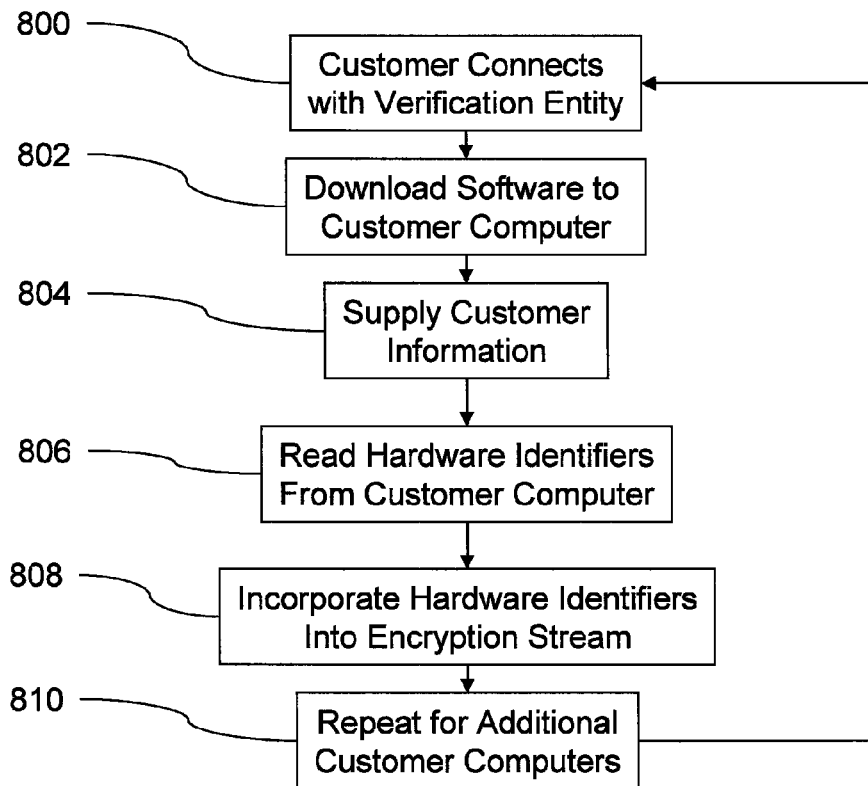 800
Customer Connects
with Verification Entity
802
Download Software to
Customer Computer
804
Supply Customer
Information
806
Read Hardware Identifiers
From Customer Computer
808
Incorporate Hardware Identifiers
Into Encryption Stream
810
Repeat for Additional
Customer Computers